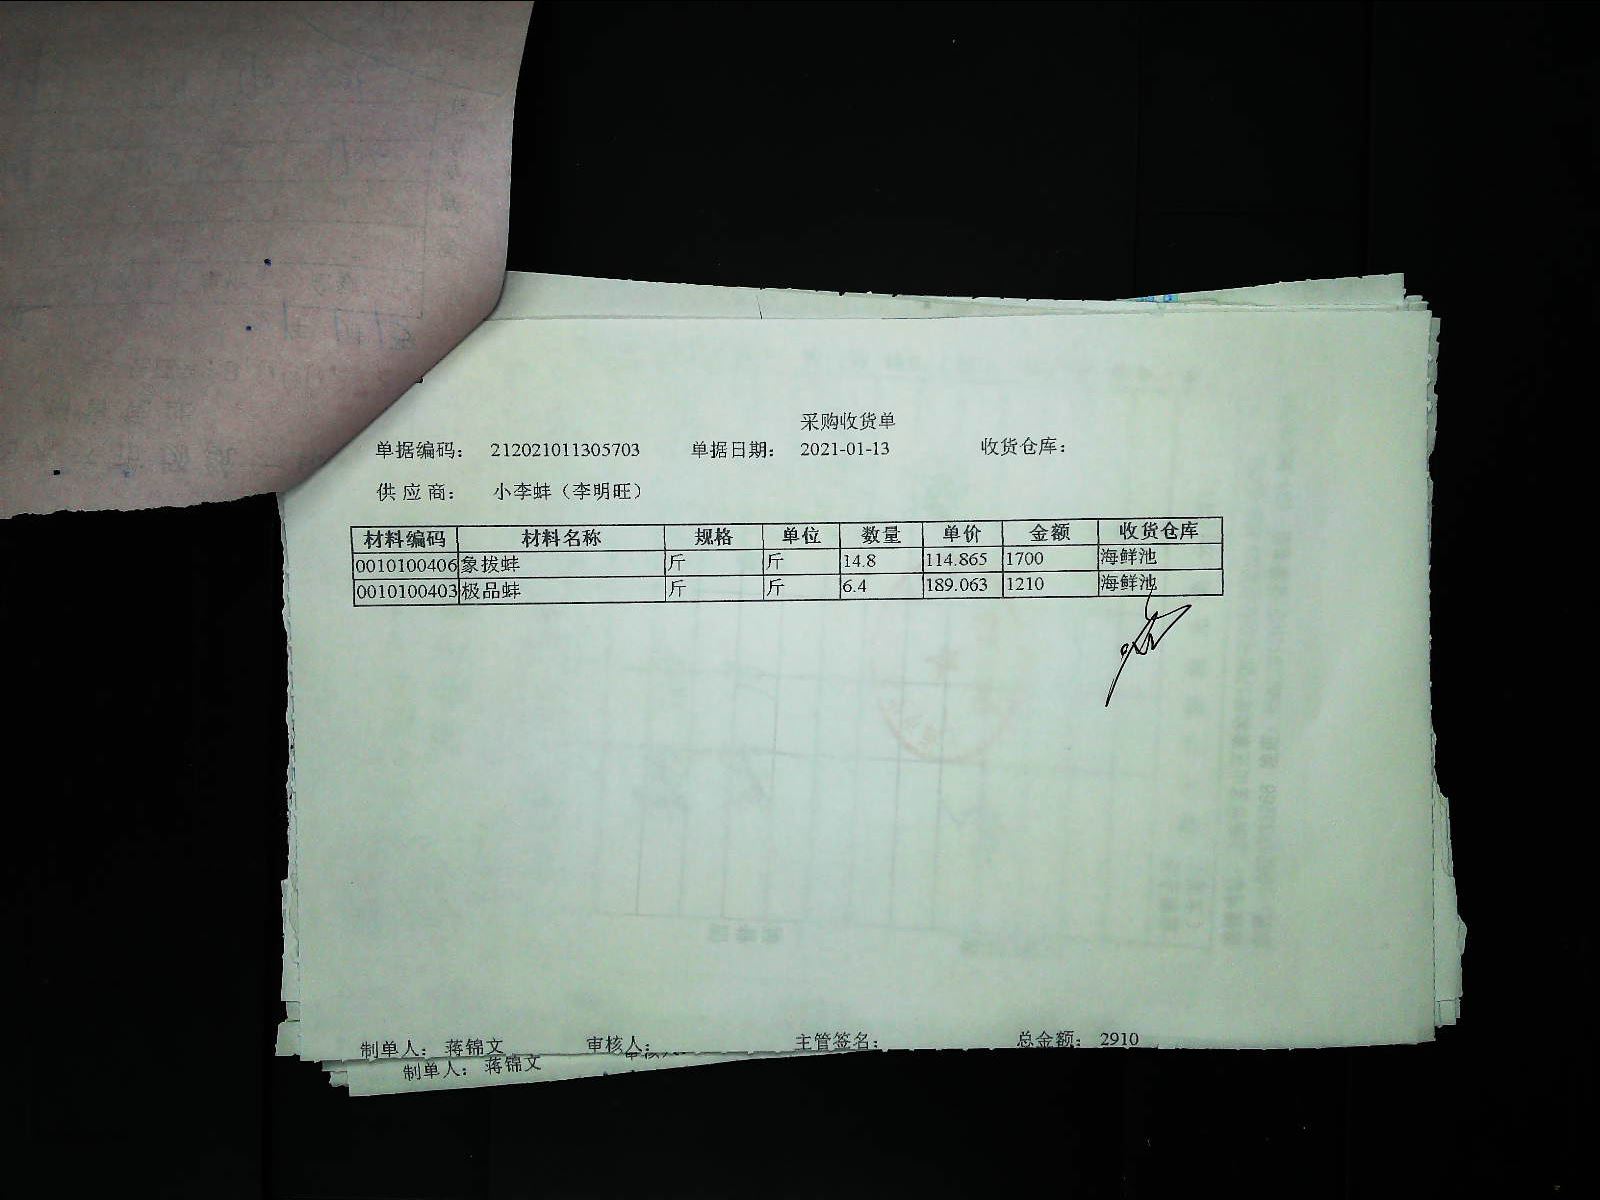 采购收货单
单据编码： 212021011305703 单据日期： 2021-01-13 收货仓库：
供应商： 小李蚌（李明旺）
材料编码 材料名称 规格 单位 数量 单价 金额 收货仓库
0010100406 象拔蚌 斤 斤 14.8 114.865 1700 海鲜池
0010100403 极品蚌 斤 斤 6.4 189.063 1210 海鲜池
制单人： 蒋锦文 审核人： 主管签名： 总金额： 2910
制单人： 蒋锦文